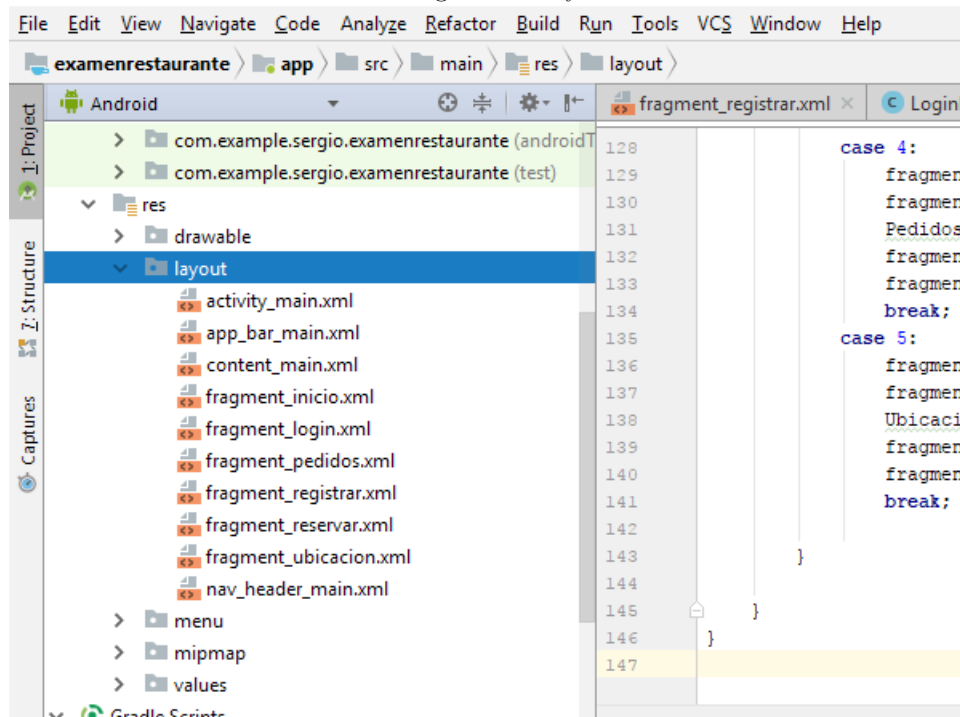 File Edit View Navigate Code Analyze Refactor Build Run Tools VCS Window Help
examenrestaurante app src main res layout
1: Project
7: Structure
Captures
Android
com.example.sergio.examenrestaurante (androidT
com.example.sergio.examenrestaurante (test)
res
drawable
layout
activity_main.xml
app_bar_main.xml
content_main.xml
fragment_inicio.xml
fragment_login.xml
fragment_pedidos.xml
fragment_registrar.xml
fragment_reservar.xml
fragment_ubicacion.xml
nav_header_main.xml
menu
mipmap
values
Gradle Scripts
fragment_registrar.xml Login
128 case 4:
129 fragmen
130 fragmen
131 Pedidos
132 fragmen
133 fragmen
134 break;
135 case 5:
136 fragmen
137 fragmen
138 Ubicaci
139 fragmen
140 fragmen
141 break;
142
143 }
144
145 }
146 }
147